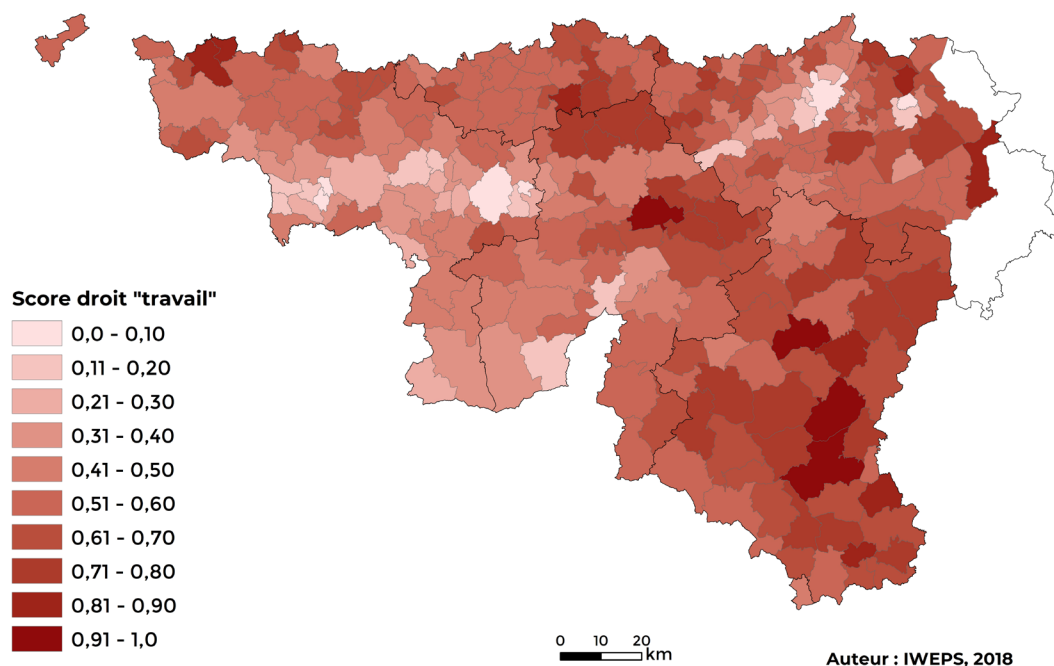 Score droit "travail"
0,0 - 0,10
0,11 - 0,20
0,21 - 0,30
0,31 - 0,40
0,41 - 0,50
0,51 - 0,60
0,61 - 0,70
0,71 - 0,80
0,81 - 0,90
0,91 - 1,0
0 10 20
km
Auteur : IWEPS, 2018